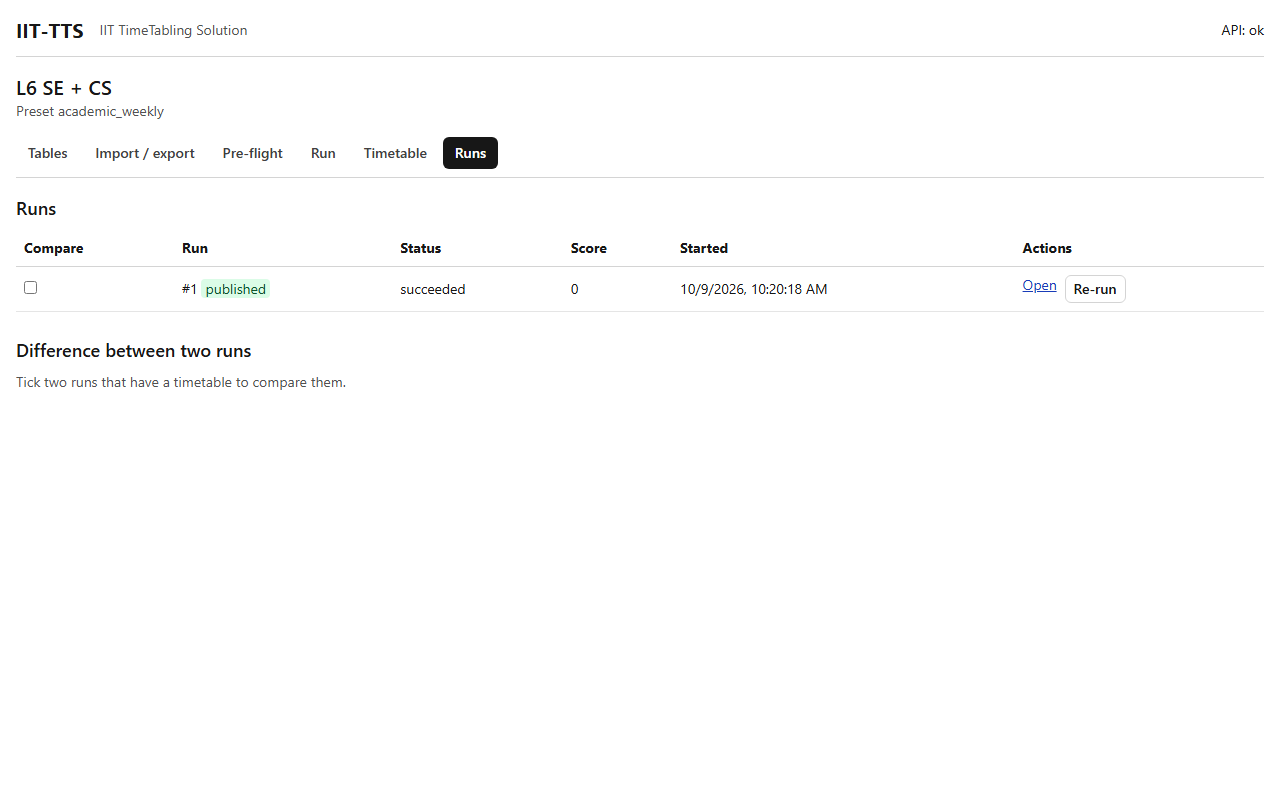 IIT-TTS IIT TimeTabling Solution API: ok
L6 SE + CS
Preset academic_weekly
Tables Import / export Pre-flight Run Timetable Runs
Runs
Compare Run Status Score Started Actions
#1 published succeeded 0 10/9/2026, 10:20:18 AM Open Re-run
Difference between two runs
Tick two runs that have a timetable to compare them.